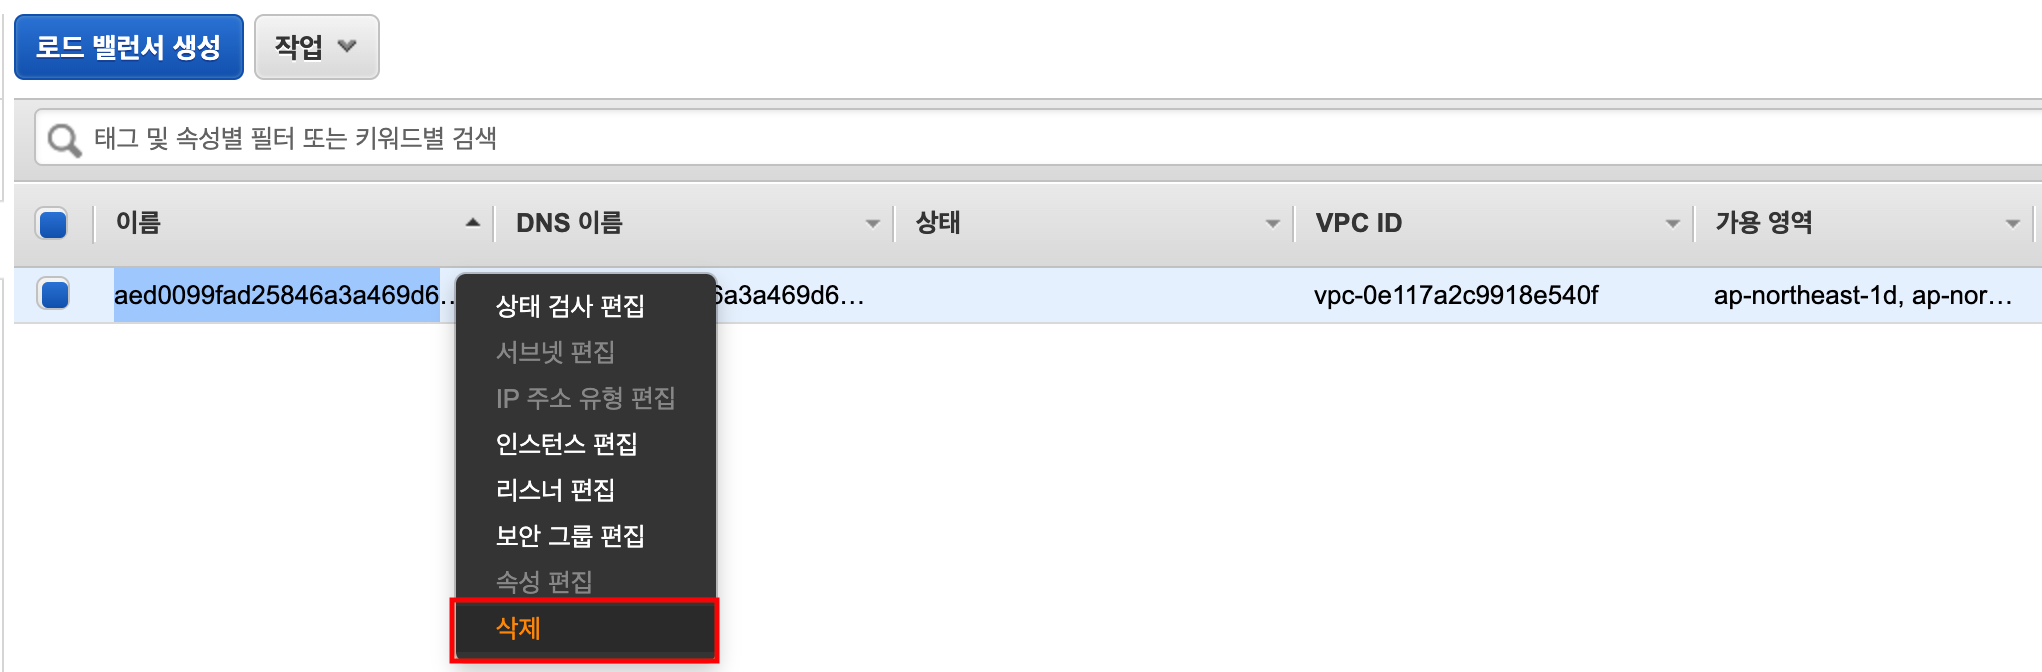 로드 밸런서 생성 작업
태그 및 속성별 필터 또는 키워드별 검색
이름 DNS 이름 상태 VPC ID 가용 영역
aed0099fad25846a3a469d6... 6a3a469d6... vpc-0e117a2c9918e540f ap-northeast-1d, ap-nor...
상태 검사 편집
서브넷 편집
IP 주소 유형 편집
인스턴스 편집
리스너 편집
보안 그룹 편집
속성 편집
삭제